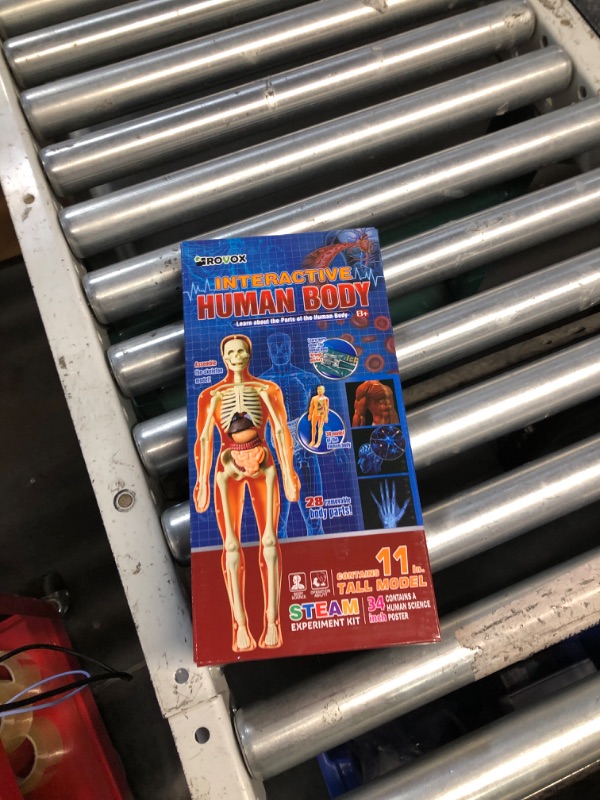 ROVOX
INTERACTIVE
HUMAN BODY
Learn about the Parts of the Human Body
8+
Assemble
the skeleton
model!
28 removable
body parts!
CONTAINS 11 in.
TALL MODEL
STEAM
EXPERIMENT KIT
34 inch
CONTAINS A
HUMAN SCIENCE
POSTER